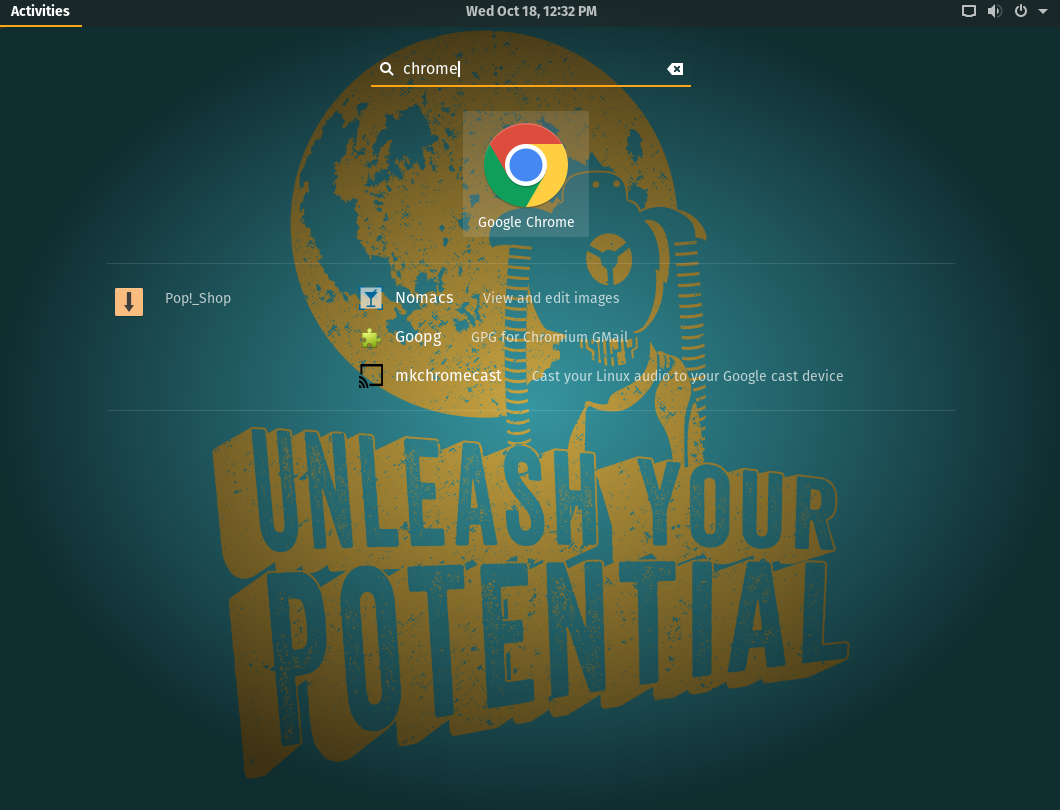 Activities
Wed Oct 18, 12:32 PM
chrome
Google Chrome
Pop!_Shop
Nomacs View and edit images
Goopg GPG for Chromium GMail
mkchromecast Cast your Linux audio to your Google cast device
UNLEASH YOUR
POTENTIAL